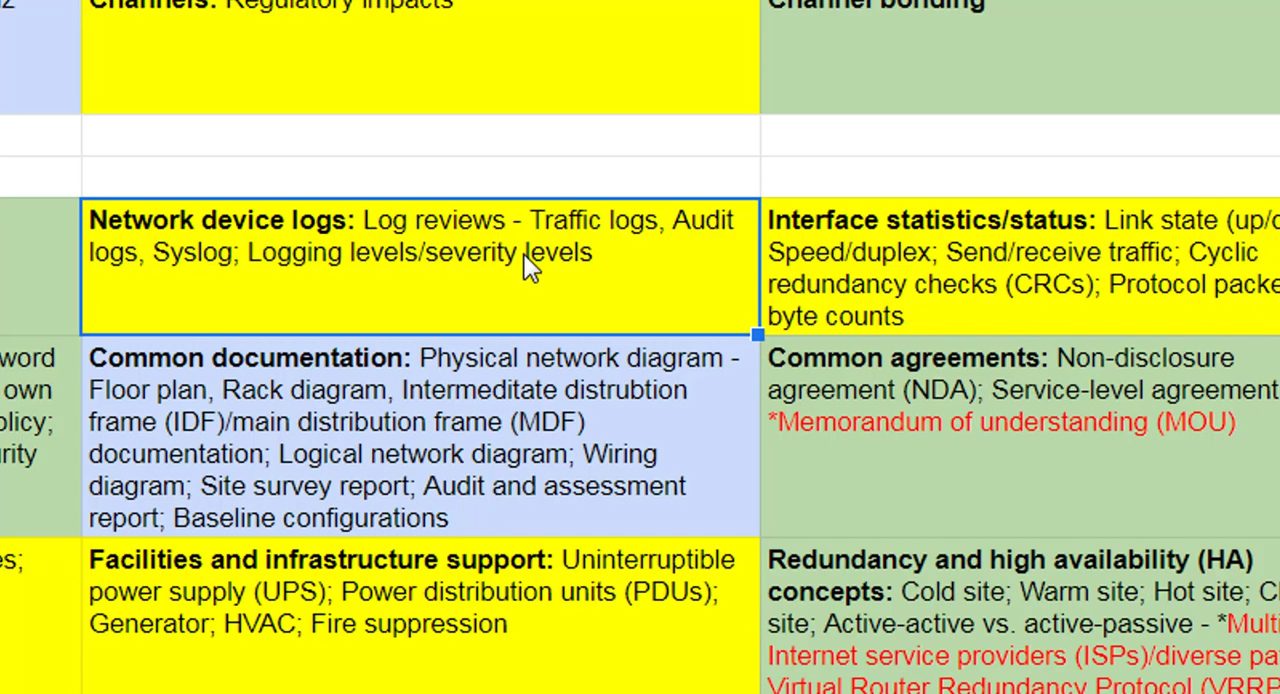 Channels: Regulatory impacts
Channel bonding
Network device logs: Log reviews - Traffic logs, Audit
logs, Syslog; Logging levels/severity levels
Interface statistics/status: Link state (up/
Speed/duplex; Send/receive traffic; Cyclic
redundancy checks (CRCs); Protocol packe
byte counts
word
own
olicy;
rity
Common documentation: Physical network diagram -
Floor plan, Rack diagram, Intermeditate distrubtion
frame (IDF)/main distribution frame (MDF)
documentation; Logical network diagram; Wiring
diagram; Site survey report; Audit and assessment
report; Baseline configurations
Common agreements: Non-disclosure
agreement (NDA); Service-level agreement
*Memorandum of understanding (MOU)
es;
Facilities and infrastructure support: Uninterruptible
power supply (UPS); Power distribution units (PDUs);
Generator; HVAC; Fire suppression
Redundancy and high availability (HA)
concepts: Cold site; Warm site; Hot site; Cl
site; Active-active vs. active-passive - *Multi
Internet service providers (ISPs)/diverse pa
Virtual Router Redundancy Protocol (VRRP